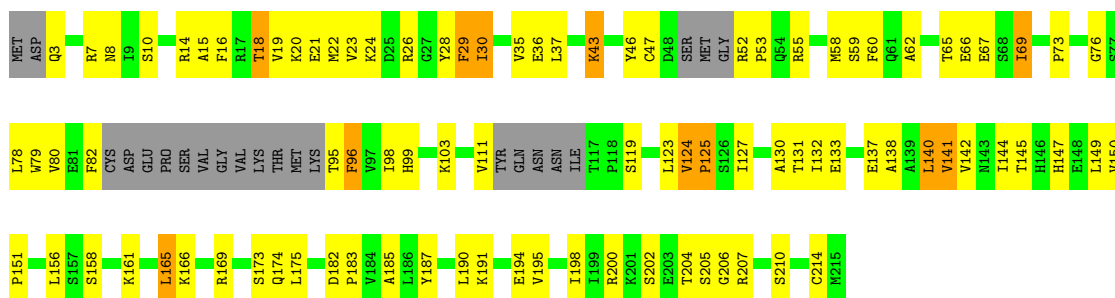 MET ASP Q3 R7 N8 I9 S10 R14 A15 F16 R17 T18 V19 K20 E21 M22 V23 K24 D25 R26 G27 Y28 F29 I30 V35 E36 L37 K43 Y46 C47 D48 SER MET GLY R52 P53 Q54 R55 M58 S59 F60 Q61 A62 T65 E66 E67 S68 I69 P73 G76 S77
L78 W79 V80 E81 F82 CYS ASP GLU PRO SER VAL GLY VAL LYS THR MET LYS T95 F96 V97 I98 H99 K103 V111 TYR GLN ASN ASN ILE T117 P118 S119 L123 V124 P125 S126 I127 A130 T131 I132 E133 E137 A138 A139 L140 V141 V142 N143 I144 T145 H146 H147 E148 L149 V150
P151 L156 S157 S158 K161 L165 K166 R169 S173 Q174 L175 D182 P183 V184 A185 L186 Y187 L190 K191 E194 V195 I198 I199 R200 K201 S202 E203 T204 S205 G206 R207 S210 C214 M215